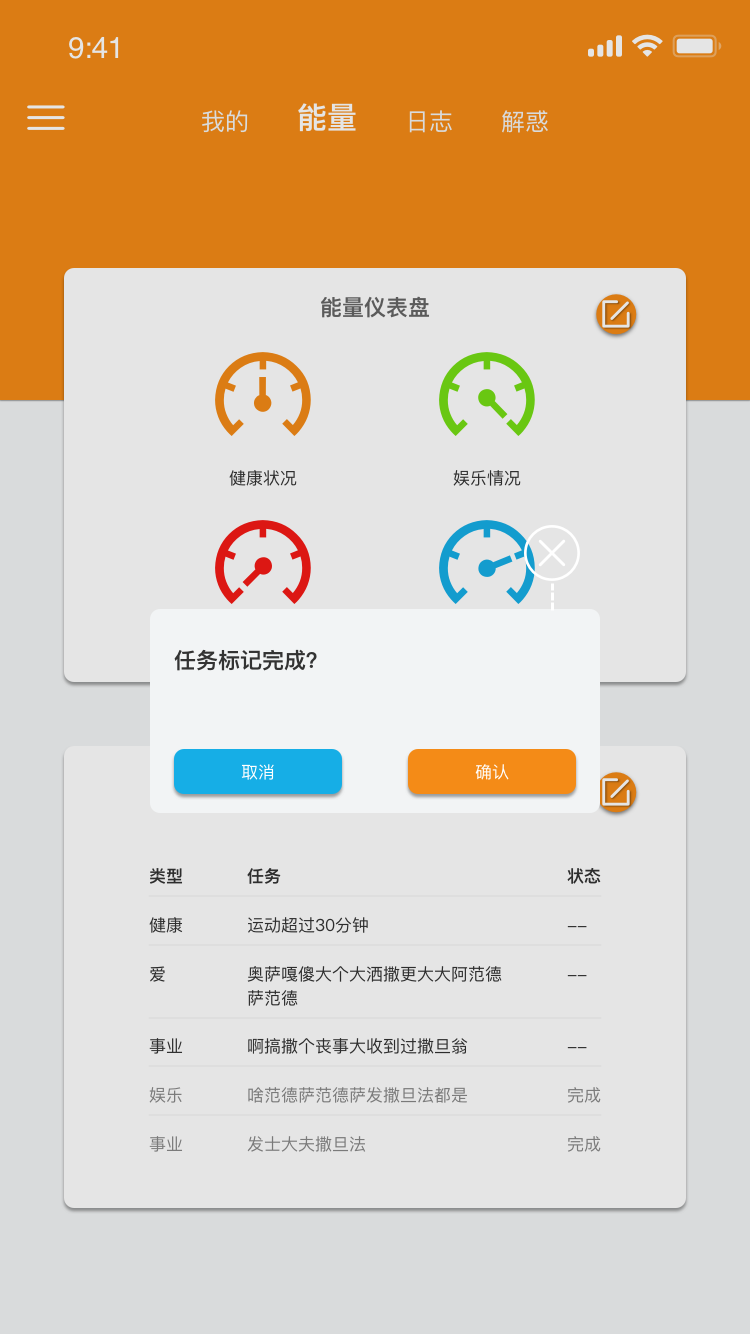 9:41
我的 能量 日志 解惑
能量仪表盘
健康状况 娱乐情况
任务标记完成?
取消 确认
类型 任务 状态
健康 运动超过30分钟 ––
爱 奥萨嘎傻大个大洒撒更大大阿范德 ––
萨范德
事业 啊搞撒个丧事大收到过撒旦翁 ––
娱乐 啥范德萨范德萨发撒旦法都是 完成
事业 发士大夫撒旦法 完成